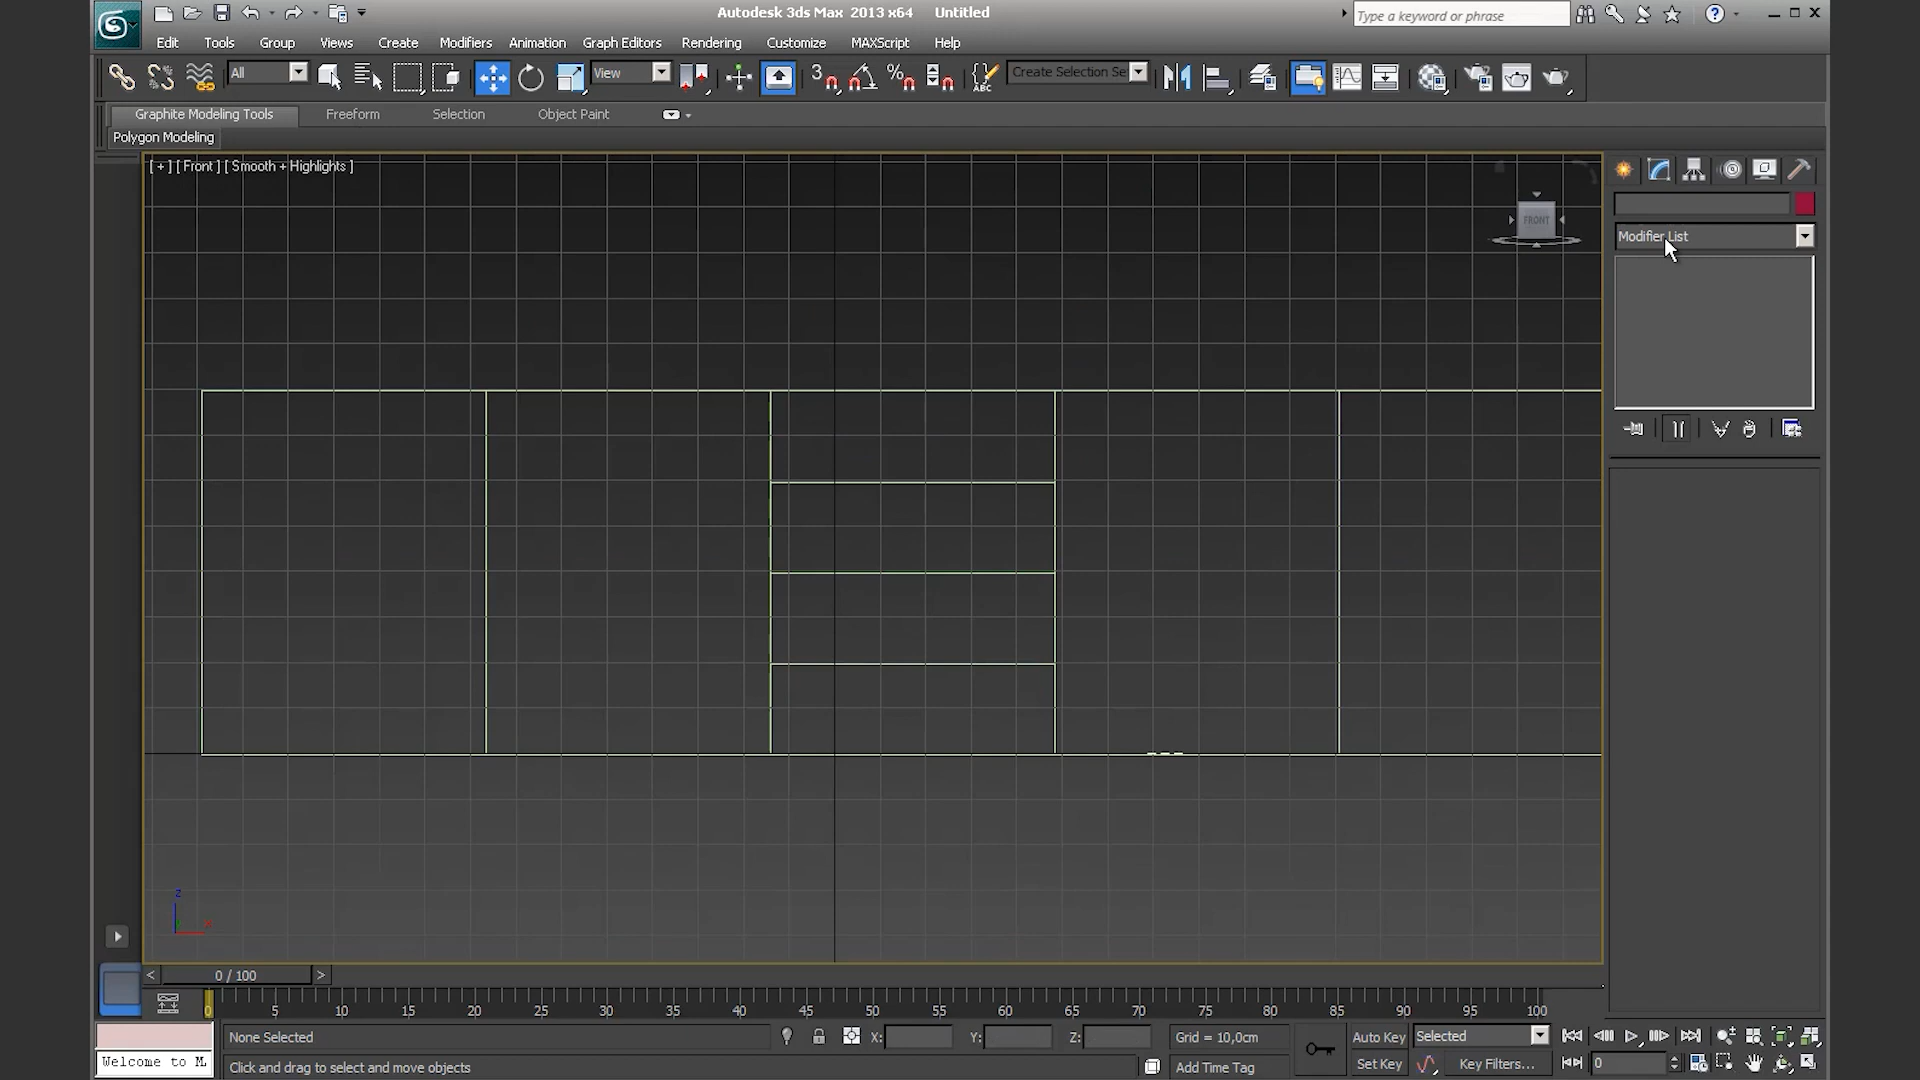 Autodesk 3ds Max 2013 x64 Untitled
Type a keyword or phrase
Edit Tools Group Views Create Modifiers Animation Graph Editors Rendering Customize MAXScript Help
All
View
3
ABC
Create Selection Se
Graphite Modeling Tools Freeform Selection Object Paint
Polygon Modeling
[ + ] [ Front ] [ Smooth + Highlights ]
FRONT
Modifier List
z
x
0 / 100
0 5 10 15 20 25 30 35 40 45 50 55 60 65 70 75 80 85 90 95 100
None Selected X: Y: Z: Grid = 10,0cm Auto Key Selected
Welcome to M.
Click and drag to select and move objects Add Time Tag Set Key Key Filters... 0